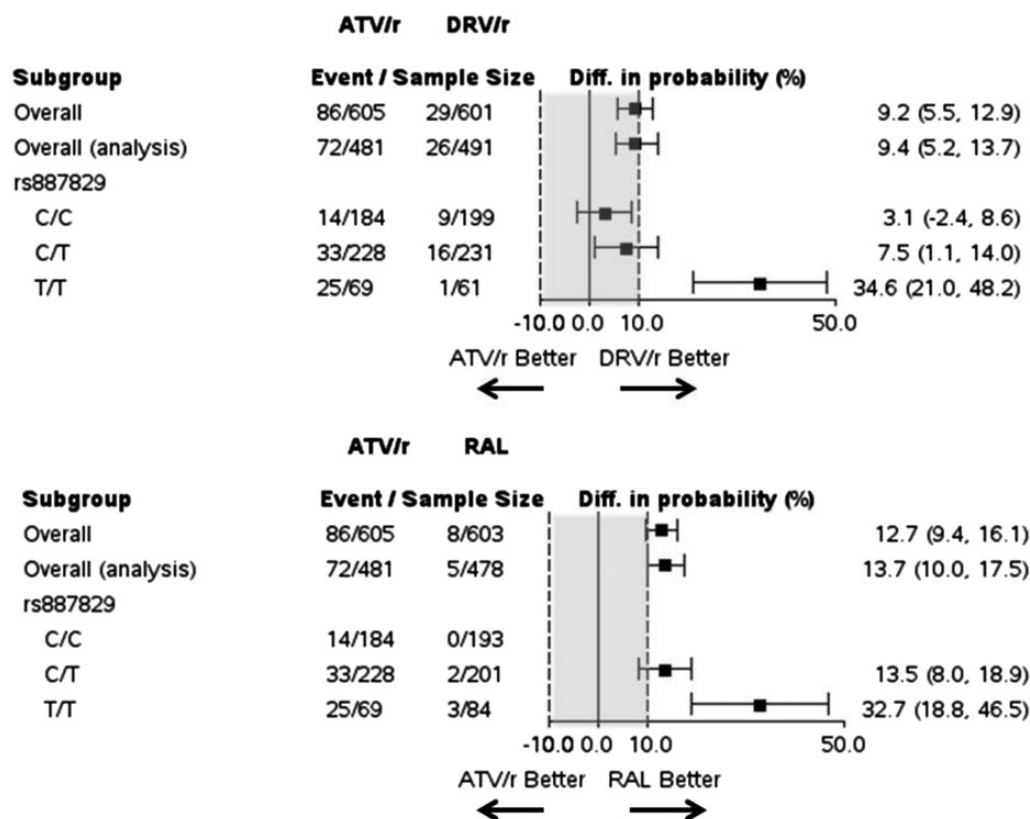 ATV/r DRV/r
Subgroup Event / Sample Size Diff. in probability (%)
Overall 86/605 29/601 9.2 (5.5, 12.9)
Overall (analysis) 72/481 26/491 9.4 (5.2, 13.7)
rs887829
C/C 14/184 9/199 3.1 (-2.4, 8.6)
C/T 33/228 16/231 7.5 (1.1, 14.0)
T/T 25/69 1/61 34.6 (21.0, 48.2)
-10.0 0.0 10.0 50.0
ATV/r Better DRV/r Better
ATV/r RAL
Subgroup Event / Sample Size Diff. in probability (%)
Overall 86/605 8/603 12.7 (9.4, 16.1)
Overall (analysis) 72/481 5/478 13.7 (10.0, 17.5)
rs887829
C/C 14/184 0/193
C/T 33/228 2/201 13.5 (8.0, 18.9)
T/T 25/69 3/84 32.7 (18.8, 46.5)
-10.0 0.0 10.0 50.0
ATV/r Better RAL Better